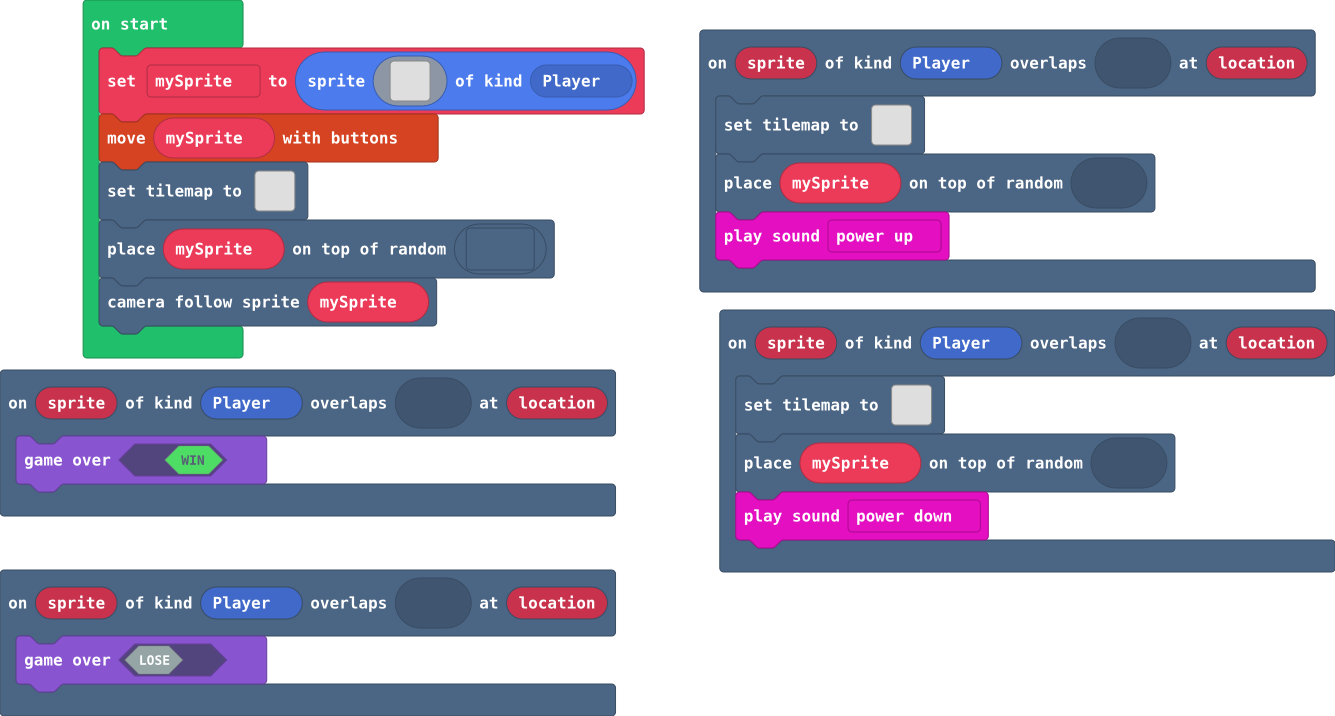 on start
set mySprite to sprite of kind Player
move mySprite with buttons
set tilemap to
place mySprite on top of random
camera follow sprite mySprite
on sprite of kind Player overlaps at location
game over WIN
on sprite of kind Player overlaps at location
game over LOSE
on sprite of kind Player overlaps at location
set tilemap to
place mySprite on top of random
play sound power up
on sprite of kind Player overlaps at location
set tilemap to
place mySprite on top of random
play sound power down